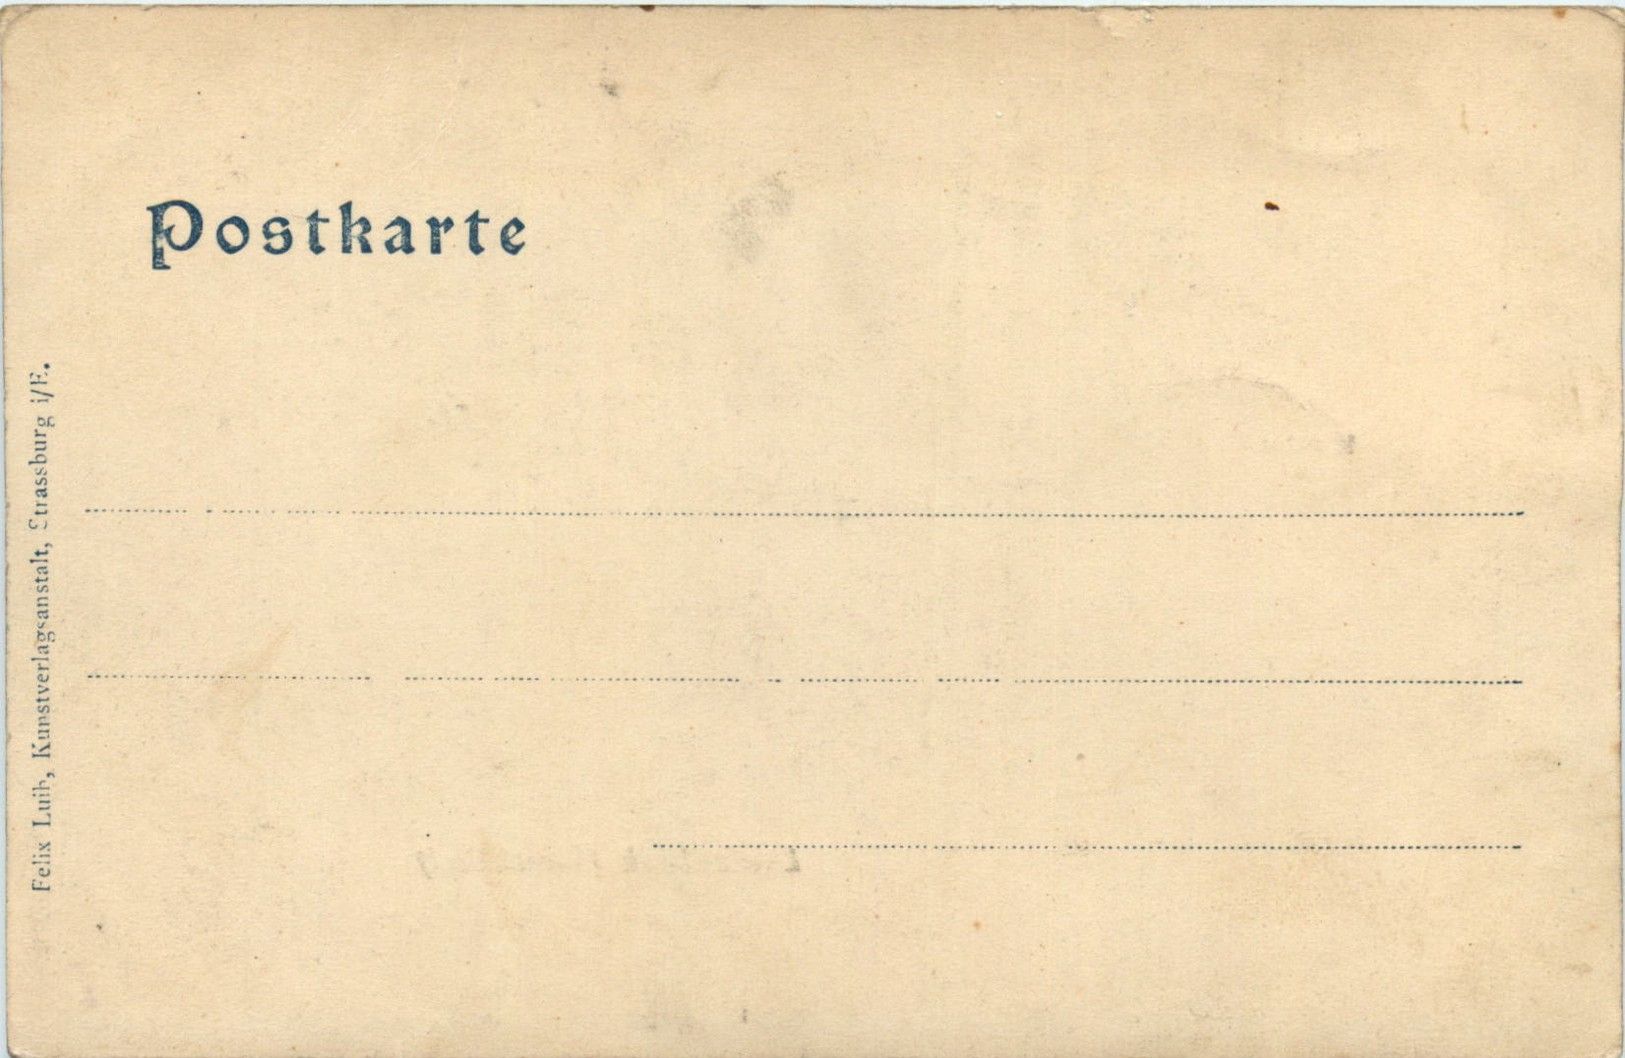 Postkarte
Felix Luib, Kunstverlagsanstalt, Strassburg i/E.